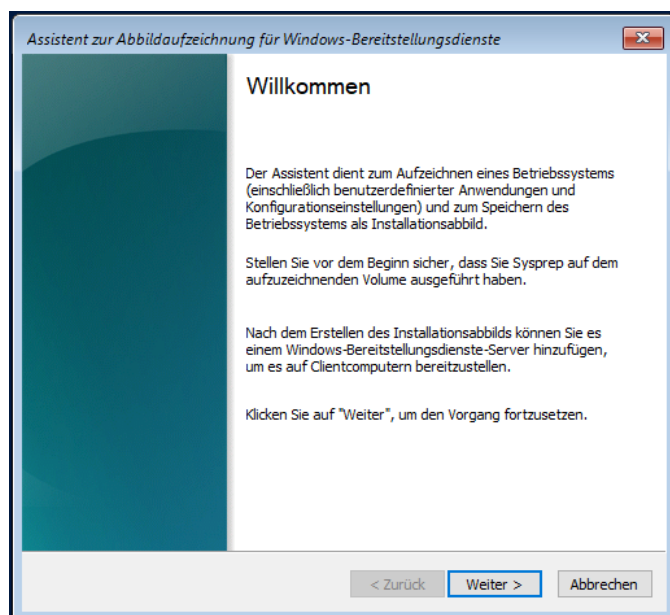 Assistent zur Abbildaufzeichnung für Windows-Bereitstellungsdienste
Willkommen
Der Assistent dient zum Aufzeichnen eines Betriebssystems
(einschließlich benutzerdefinierter Anwendungen und
Konfigurationseinstellungen) und zum Speichern des
Betriebssystems als Installationsabbild.
Stellen Sie vor dem Beginn sicher, dass Sie Sysprep auf dem
aufzuzeichnenden Volume ausgeführt haben.
Nach dem Erstellen des Installationsabbilds können Sie es
einem Windows-Bereitstellungsdienste-Server hinzufügen,
um es auf Clientcomputern bereitzustellen.
Klicken Sie auf "Weiter", um den Vorgang fortzusetzen.
< Zurück Weiter > Abbrechen